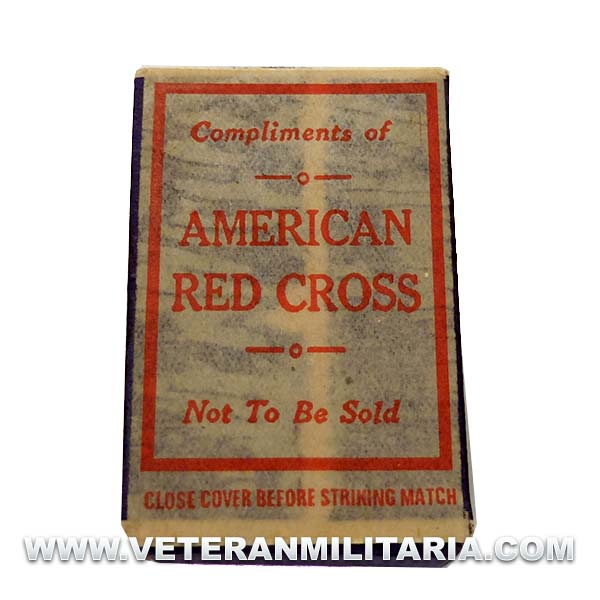 Compliments of
AMERICAN
RED CROSS
Not To Be Sold
CLOSE COVER BEFORE STRIKING MATCH
WWW.VETERANMILITARIA.COM